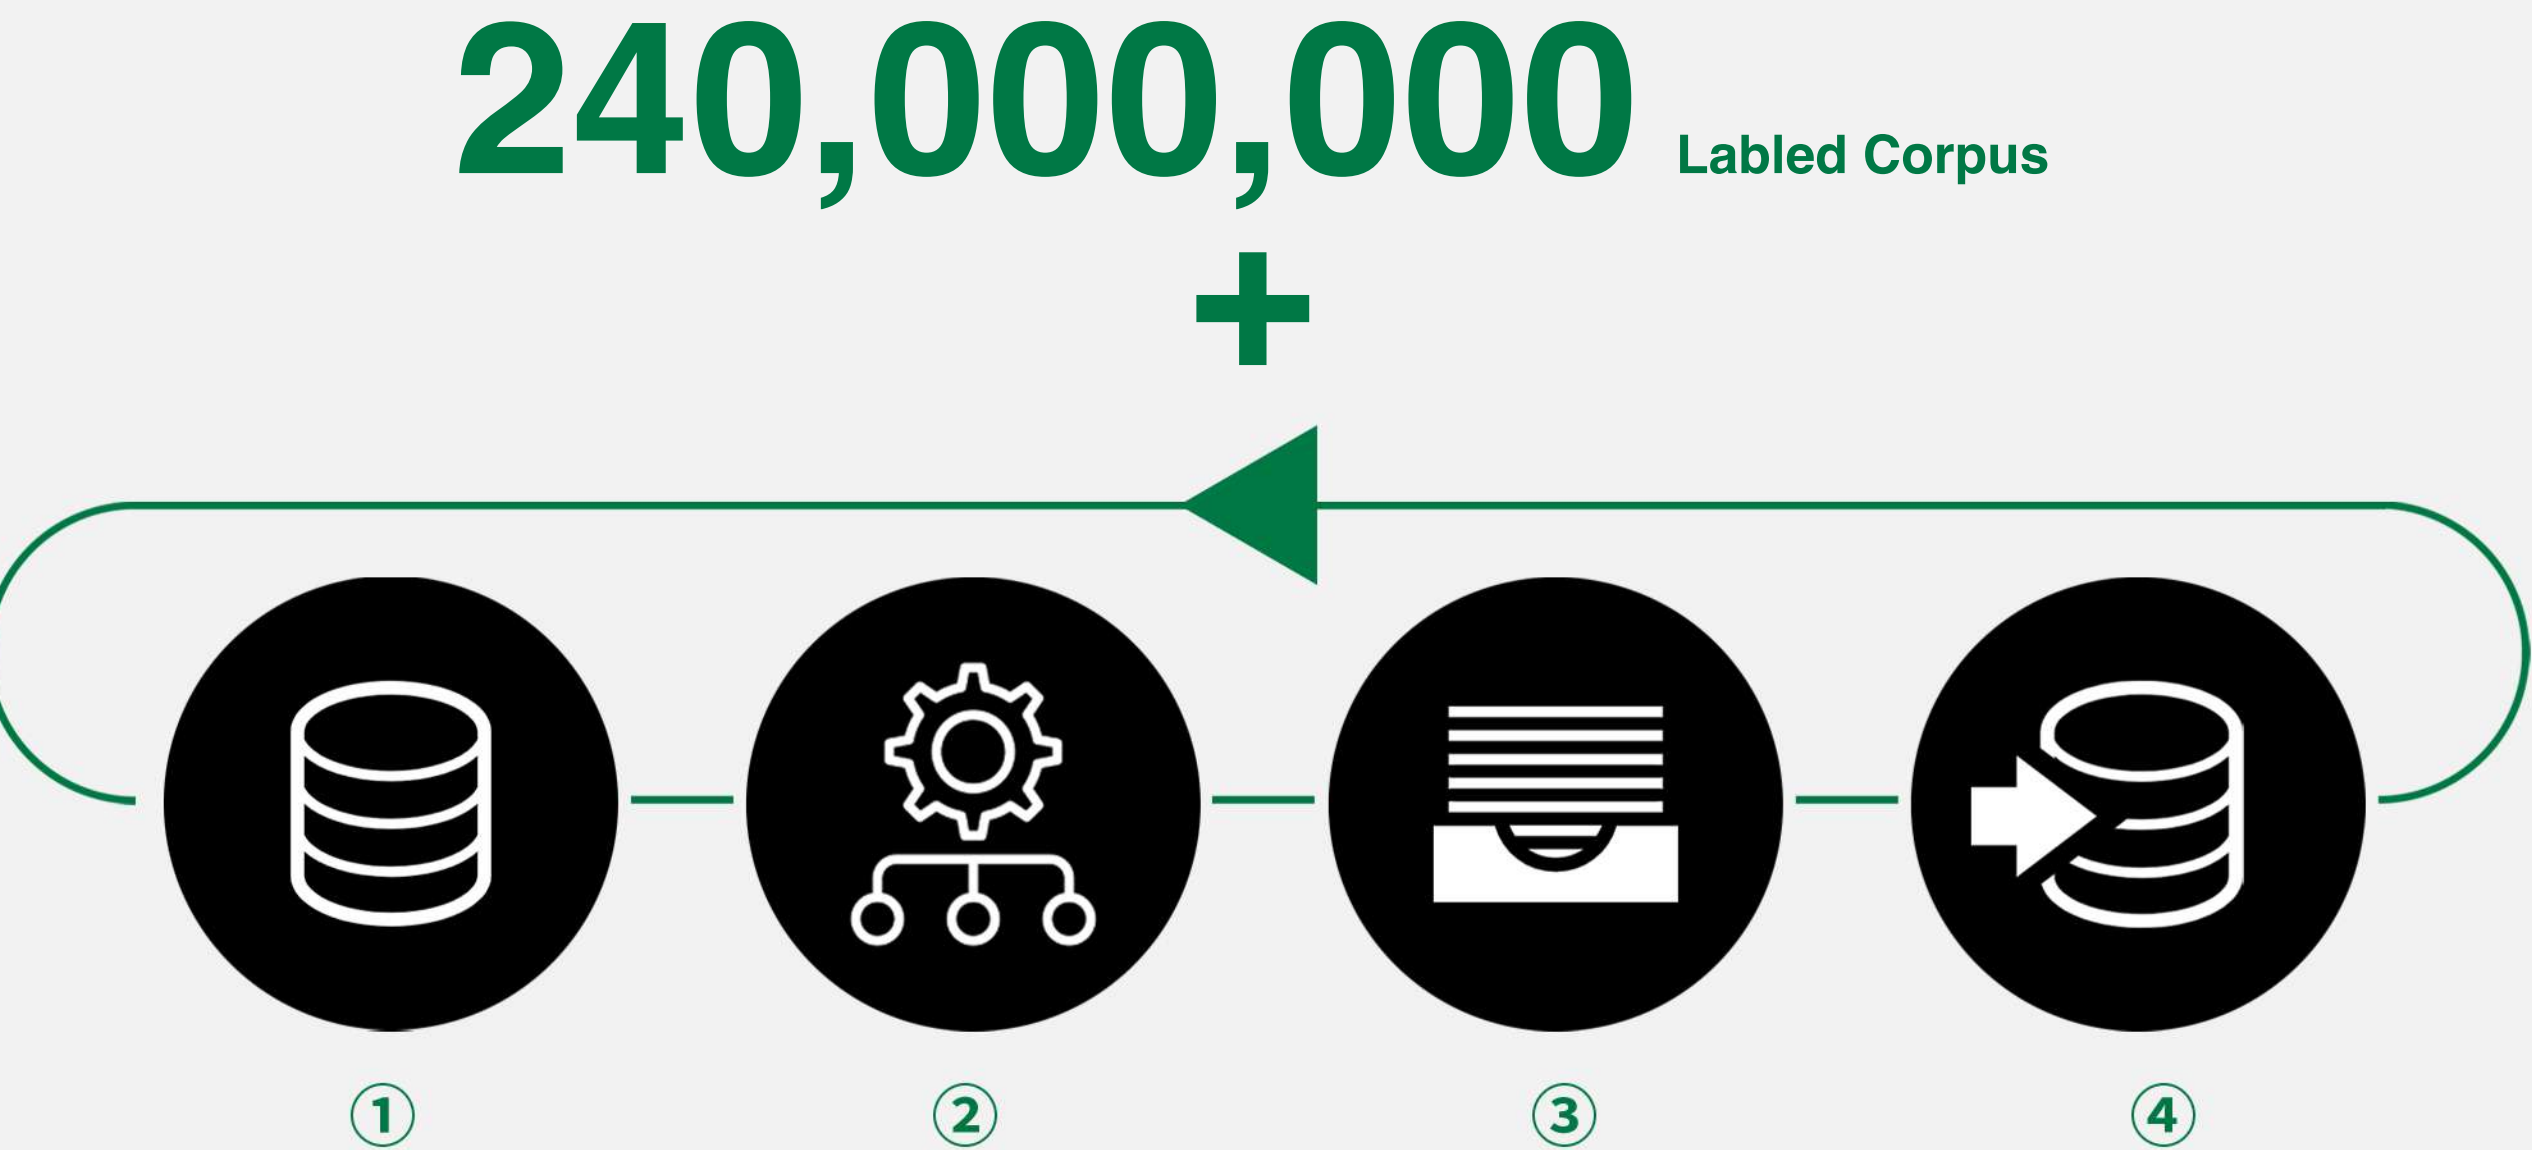 240,000,000 Labled Corpus
+
① ② ③ ④